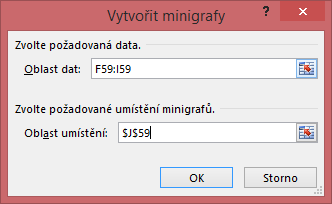 Vytvořit minigrafy ?
Zvolte požadovaná data.
Oblast dat: F59:I59
Zvolte požadované umístění minigrafů.
Oblast umístění: $J$59
OK Storno